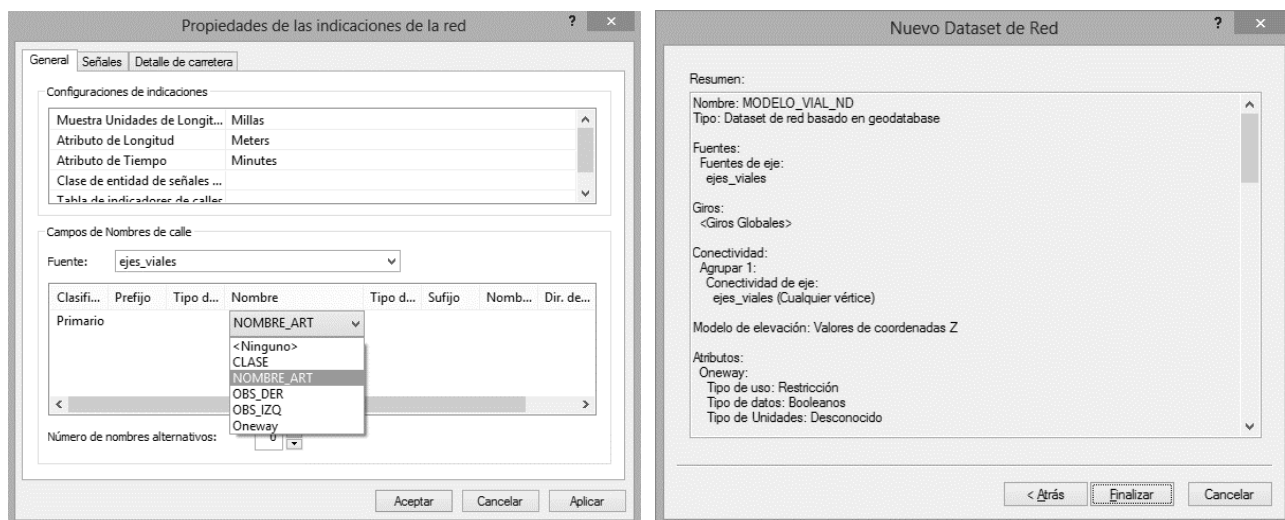 Propiedades de las indicaciones de la red
? ×
General Señales Detalle de carretera
Configuraciones de indicaciones
Muestra Unidades de Longit... Millas
Atributo de Longitud Meters
Atributo de Tiempo Minutes
Clase de entidad de señales ...
Tabla de indicadores de calles
Campos de Nombres de calle
Fuente: ejes_viales
Clasifi... Prefijo Tipo d... Nombre Tipo d... Sufijo Nomb... Dir. de...
Primario NOMBRE_ART
<Ninguno>
CLASE
NOMBRE_ART
OBS_DER
OBS_IZQ
Oneway
Número de nombres alternativos: 0
Aceptar Cancelar Aplicar
Nuevo Dataset de Red
? ×
Resumen:
Nombre: MODELO_VIAL_ND
Tipo: Dataset de red basado en geodatabase
Fuentes:
Fuentes de eje:
ejes_viales
Giros:
<Giros Globales>
Conectividad:
Agrupar 1:
Conectividad de eje:
ejes_viales (Cualquier vértice)
Modelo de elevación: Valores de coordenadas Z
Atributos:
Oneway:
Tipo de uso: Restricción
Tipo de datos: Booleanos
Tipo de Unidades: Desconocido
< Atrás Finalizar Cancelar